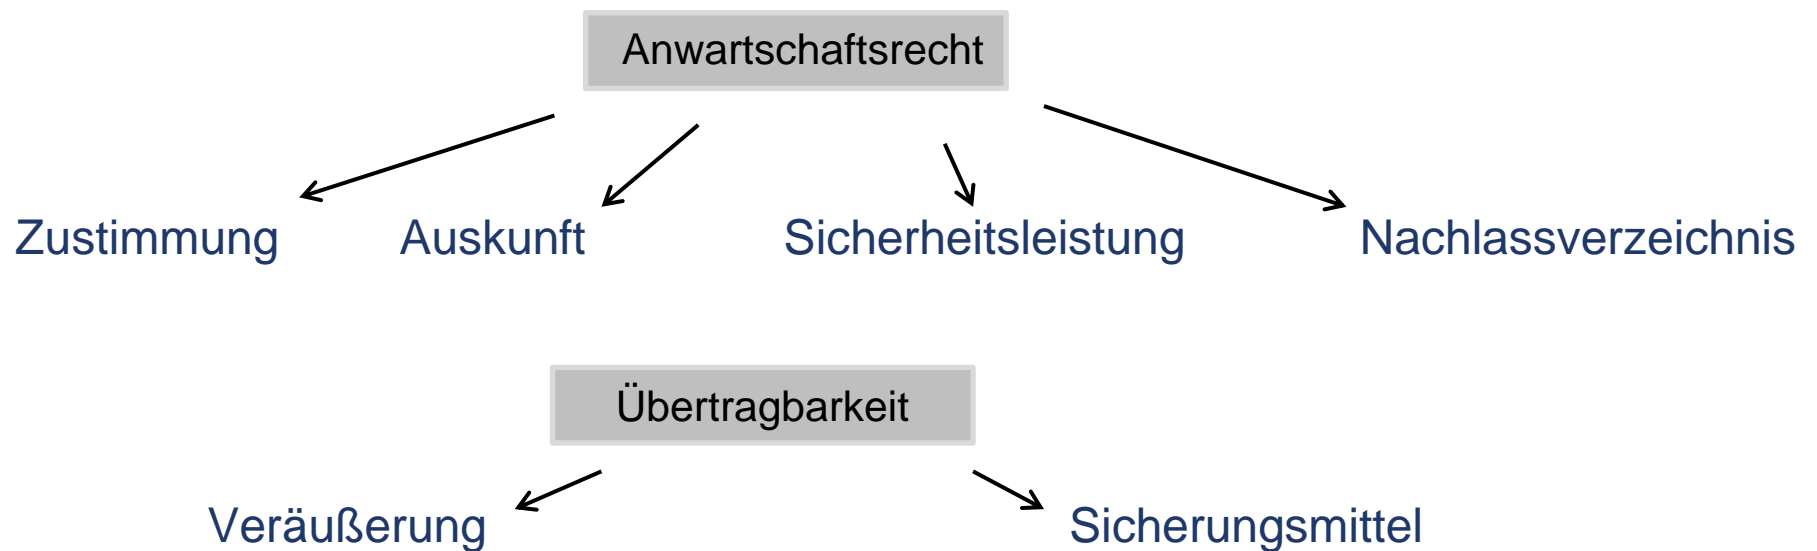 Anwartschaftsrecht
Zustimmung Auskunft Sicherheitsleistung Nachlassverzeichnis
Übertragbarkeit
Veräußerung Sicherungsmittel